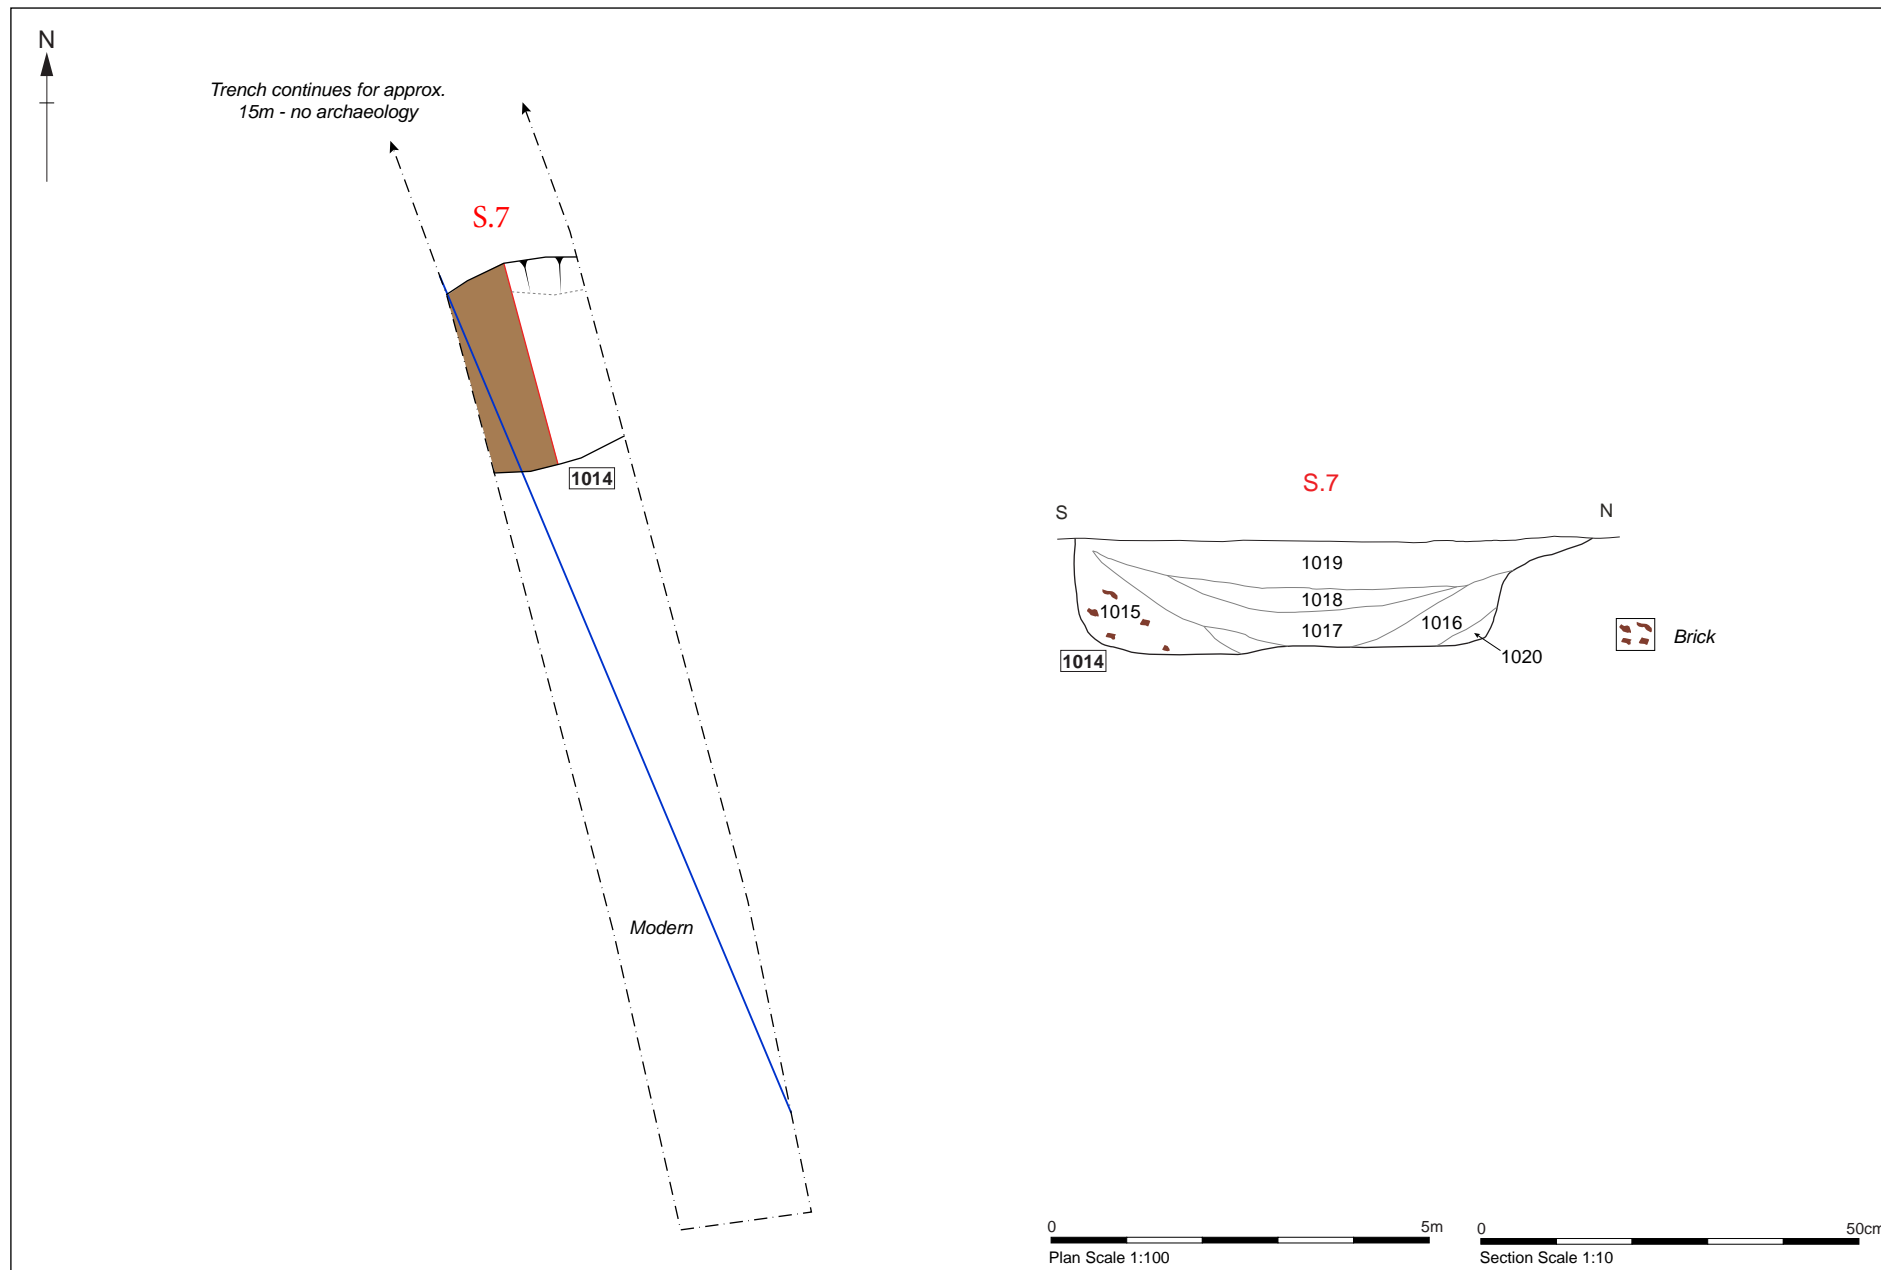 N
Trench continues for approx.
15m - no archaeology
S.7
1014
Modern
S.7
S
N
1019
1018
1015
1017
1016
1020
1014
Brick
0
5m
Plan Scale 1:100
0
50cm
Section Scale 1:10